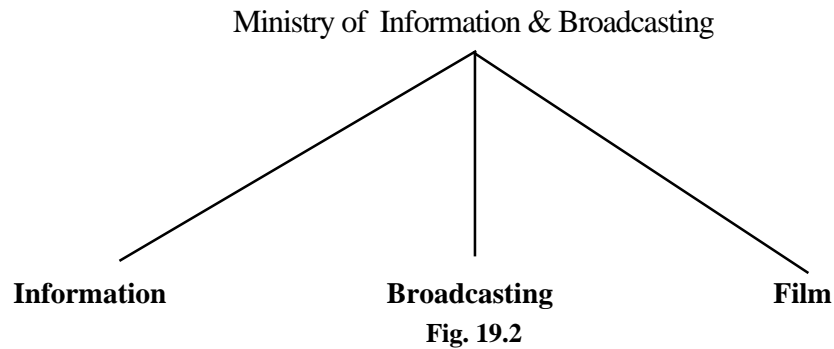 Ministry of Information & Broadcasting
Information Broadcasting Film
Fig. 19.2